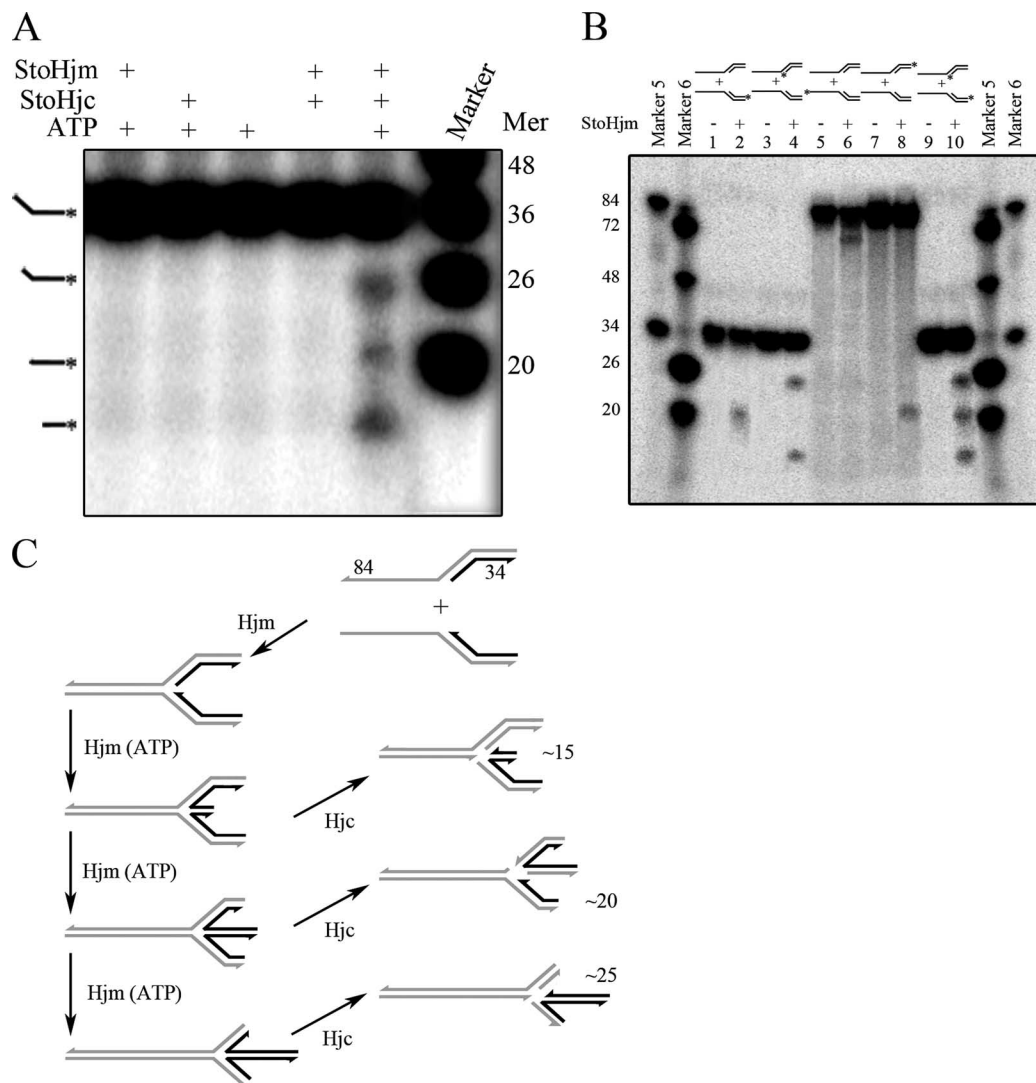 A
StoHjm + + +
StoHjc + + +
ATP + + + +
Marker
Mer
48
36
26
20
* * * *
B
* * * * * *
+ + + + +
Marker 5 Marker 6 Marker 5 Marker 6
StoHjm - + - + - + - + - +
1 2 3 4 5 6 7 8 9 10
84
72
48
34
26
20
C
84 34
+
Hjm
Hjm (ATP)
~15
Hjc
Hjm (ATP)
~20
Hjc
Hjm (ATP)
~25
Hjc